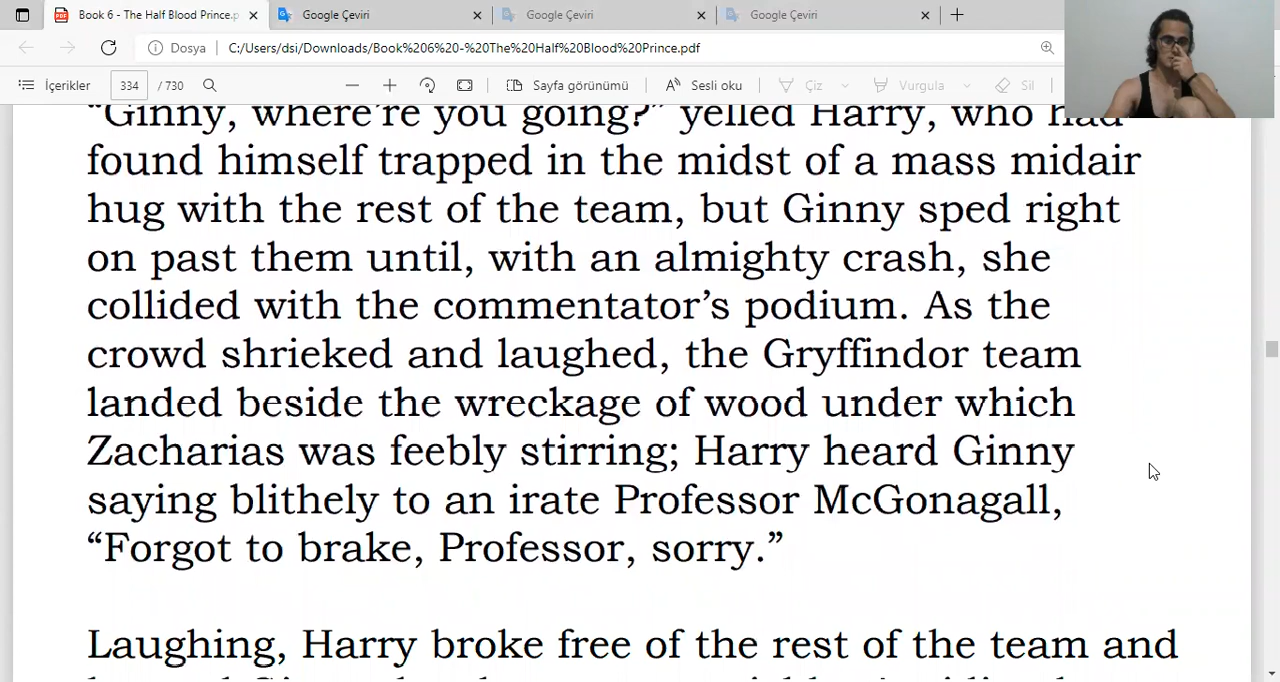 Book 6 - The Half Blood Prince.p
Google Çeviri
Google Çeviri
Google Çeviri
Dosya C:/Users/dsi/Downloads/Book%206%20-%20The%20Half%20Blood%20Prince.pdf
İçerikler 334 / 730 Sayfa görünümü Sesli oku Çiz Vurgula Sil
“Ginny, where’re you going?” yelled Harry, who had
found himself trapped in the midst of a mass midair
hug with the rest of the team, but Ginny sped right
on past them until, with an almighty crash, she
collided with the commentator’s podium. As the
crowd shrieked and laughed, the Gryffindor team
landed beside the wreckage of wood under which
Zacharias was feebly stirring; Harry heard Ginny
saying blithely to an irate Professor McGonagall,
“Forgot to brake, Professor, sorry.”
Laughing, Harry broke free of the rest of the team and